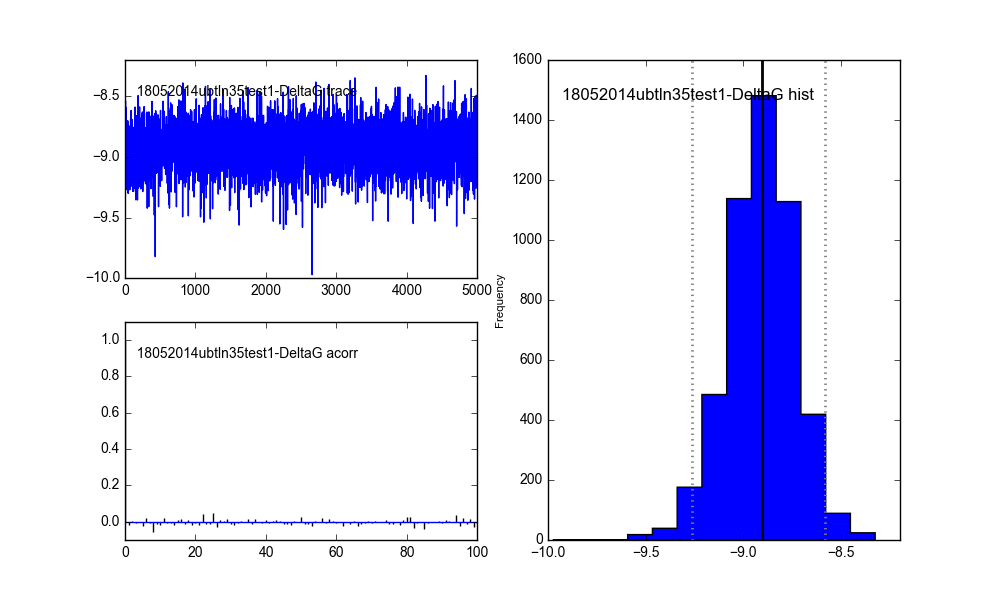 18052014ubtln35test1-DeltaG trace
−8.5
−9.0
−9.5
−10.0
0 1000 2000 3000 4000 5000
18052014ubtln35test1-DeltaG acorr
1.0
0.8
0.6
0.4
0.2
0.0
0 20 40 60 80 100
18052014ubtln35test1-DeltaG hist
Frequency
1600
1400
1200
1000
800
600
400
200
0
−10.0 −9.5 −9.0 −8.5